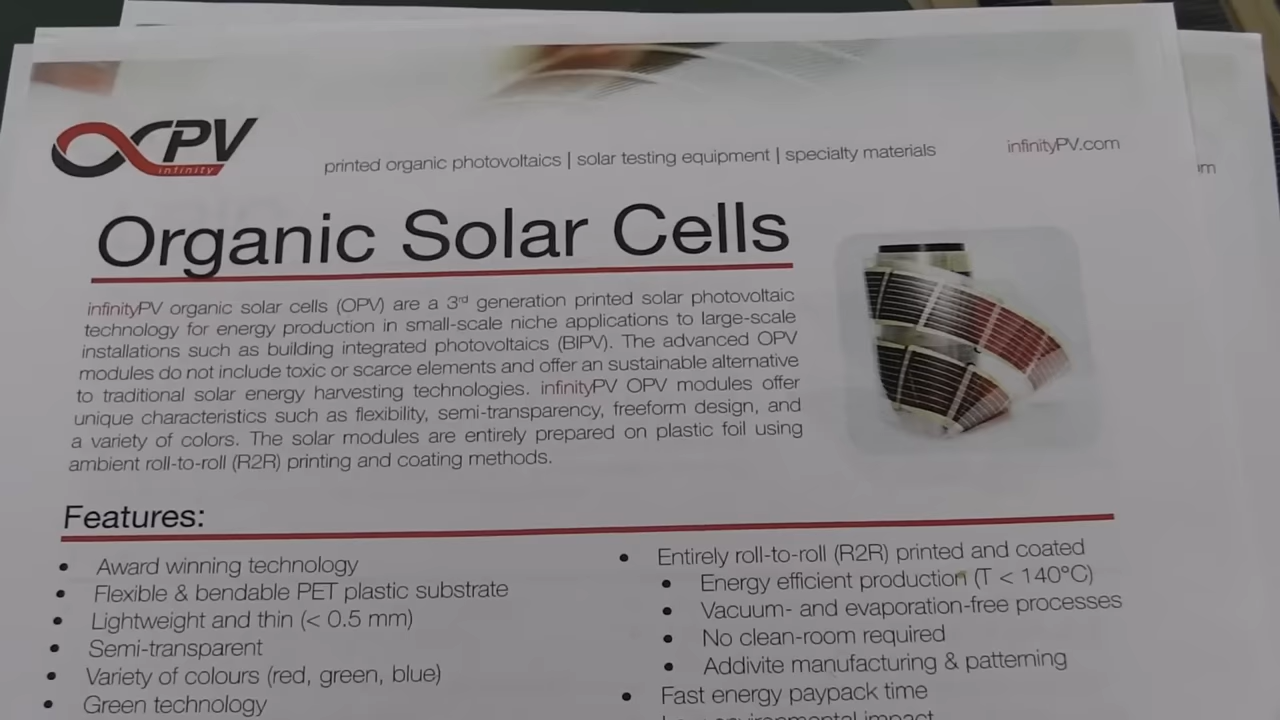 PV
infinity
printed organic photovoltaics | solar testing equipment | specialty materials
infinityPV.com
Organic Solar Cells
infinityPV organic solar cells (OPV) are a 3rd generation printed solar photovoltaic
technology for energy production in small-scale niche applications to large-scale
installations such as building integrated photovoltaics (BIPV). The advanced OPV
modules do not include toxic or scarce elements and offer an sustainable alternative
to traditional solar energy harvesting technologies. infinityPV OPV modules offer
unique characteristics such as flexibility, semi-transparency, freeform design, and
a variety of colors. The solar modules are entirely prepared on plastic foil using
ambient roll-to-roll (R2R) printing and coating methods.
Features:
• Award winning technology
• Flexible & bendable PET plastic substrate
• Lightweight and thin (< 0.5 mm)
• Semi-transparent
• Variety of colours (red, green, blue)
• Green technology
• Entirely roll-to-roll (R2R) printed and coated
• Energy efficient production (T < 140°C)
• Vacuum- and evaporation-free processes
• No clean-room required
• Addivite manufacturing & patterning
• Fast energy paypack time
Low environmental impact